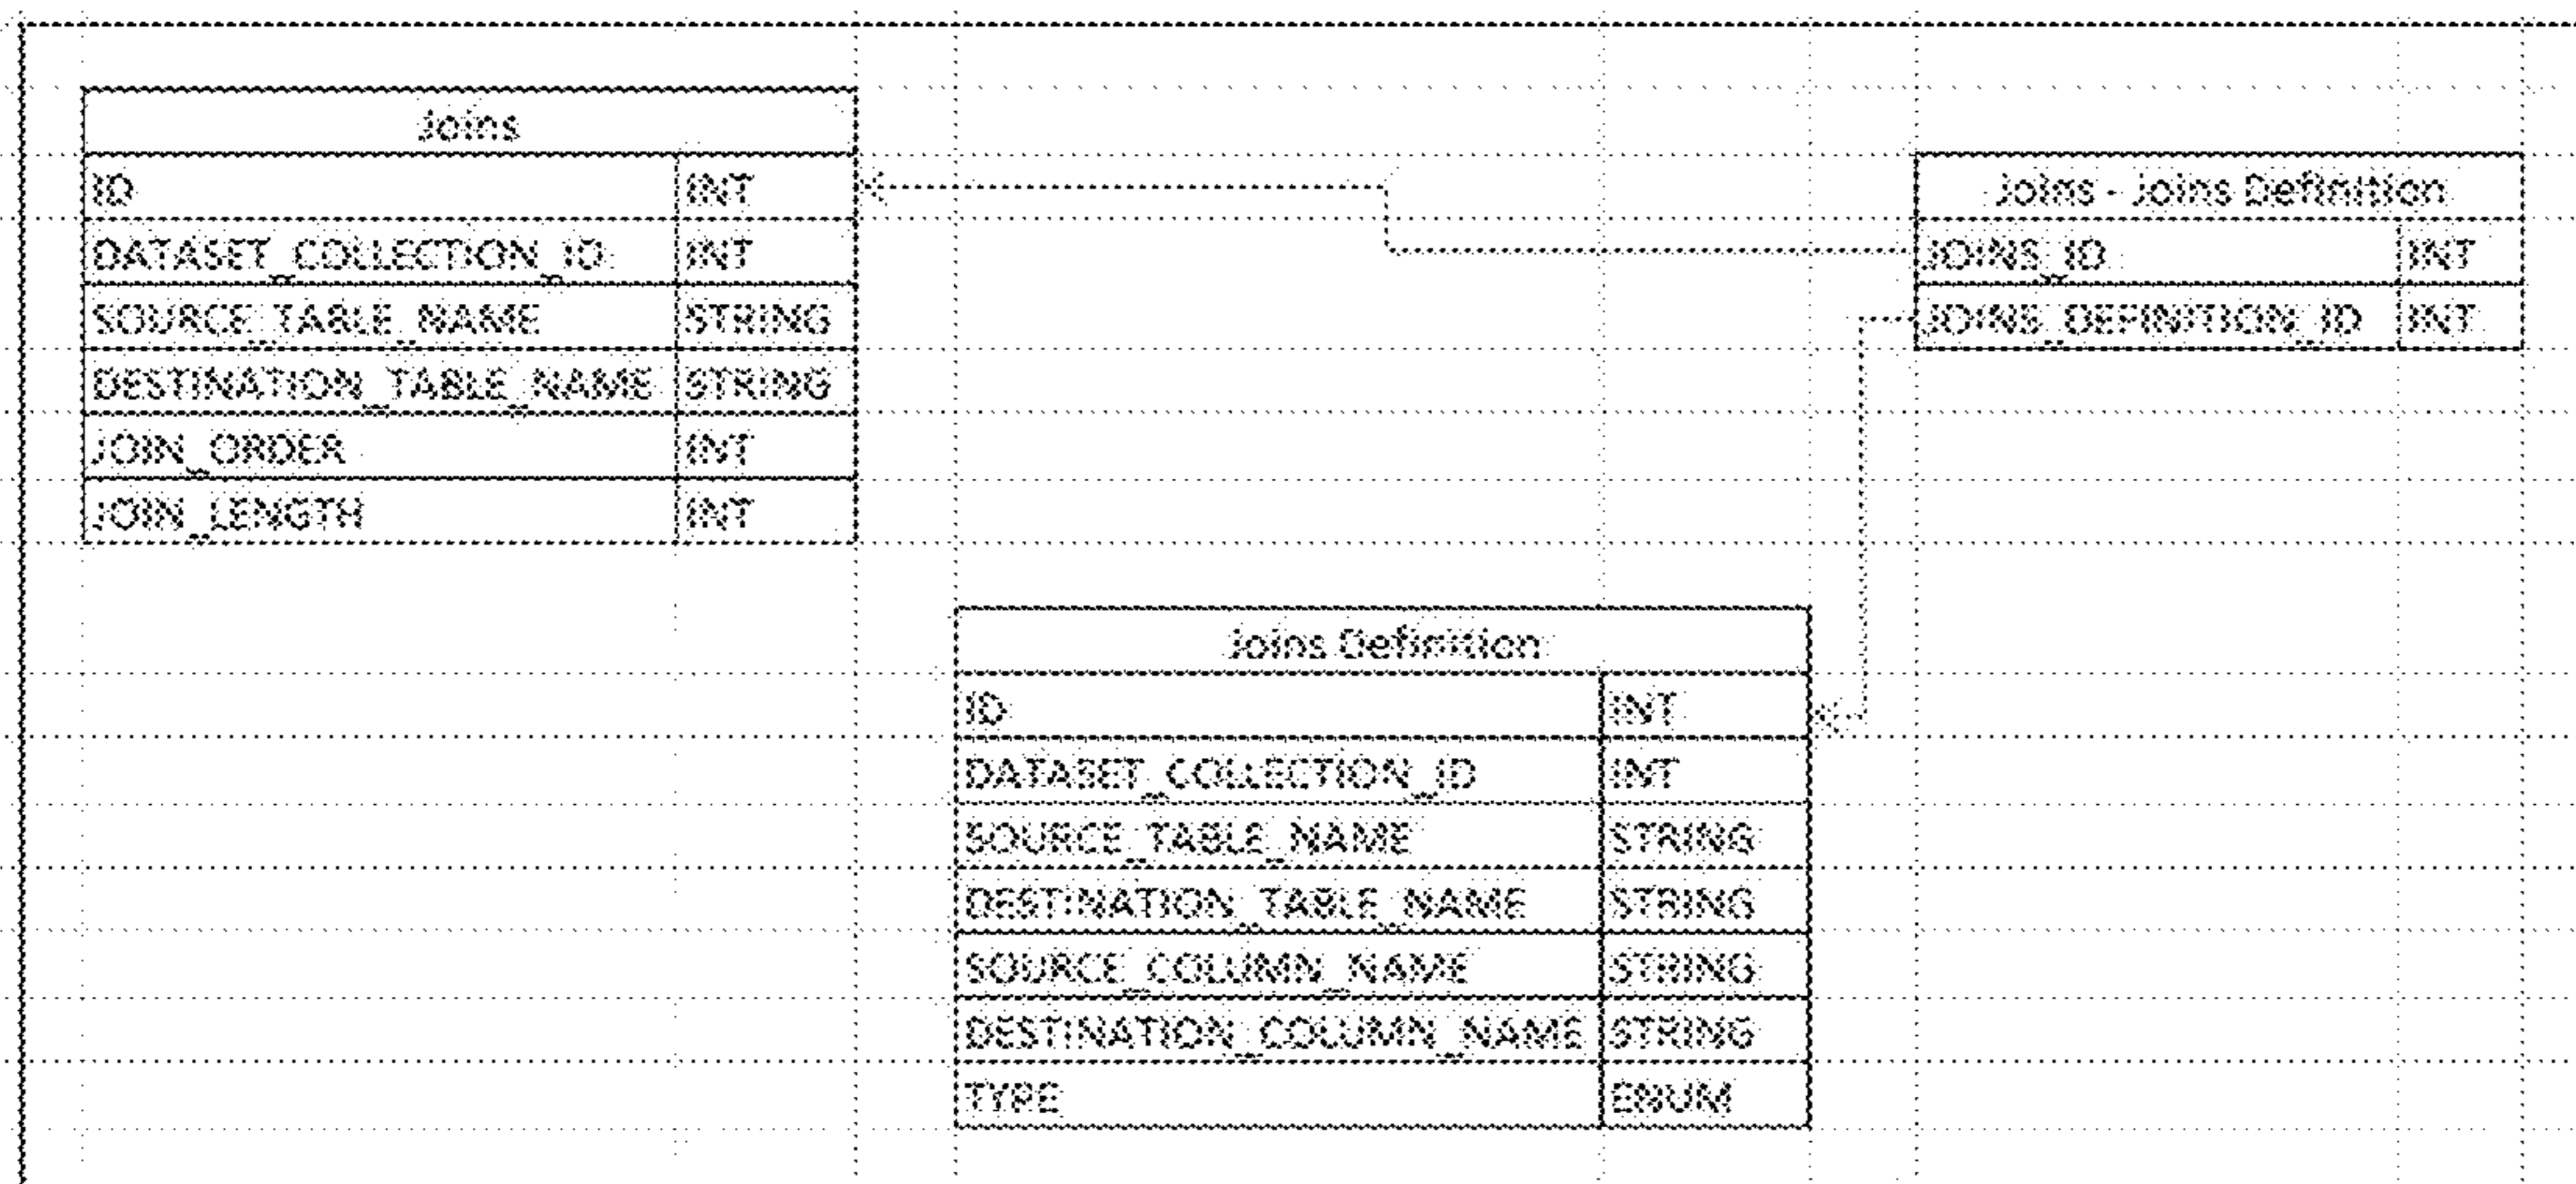 Joins
ID INT
DATASET_COLLECTION_ID INT
SOURCE_TABLE_NAME STRING
DESTINATION_TABLE_NAME STRING
JOIN_ORDER INT
JOIN_LENGTH INT
Joins - Joins Definition
JOINS_ID INT
JOINS_DEFINITION_ID INT
Joins Definition
ID INT
DATASET_COLLECTION_ID INT
SOURCE_TABLE_NAME STRING
DESTINATION_TABLE_NAME STRING
SOURCE_COLUMN_NAME STRING
DESTINATION_COLUMN_NAME STRING
TYPE ENUM